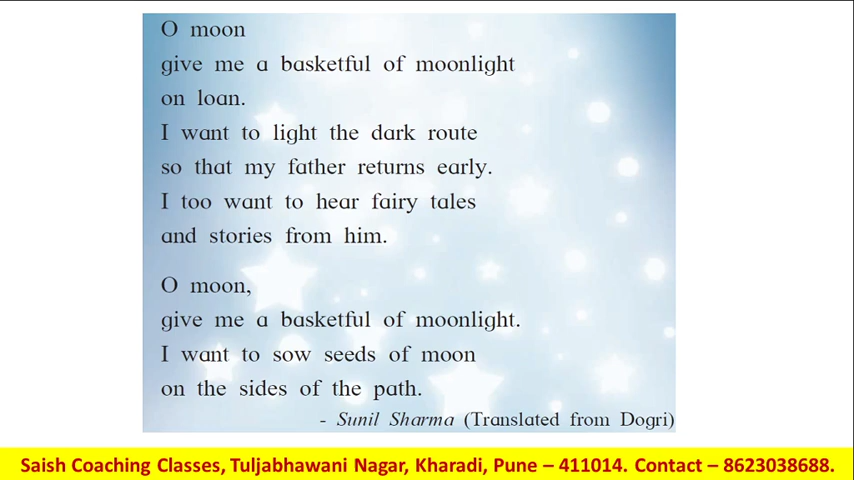 O moon
give me a basketful of moonlight
on loan.
I want to light the dark route
so that my father returns early.
I too want to hear fairy tales
and stories from him.
O moon,
give me a basketful of moonlight.
I want to sow seeds of moon
on the sides of the path.
- Sunil Sharma (Translated from Dogri)
Saish Coaching Classes, Tuljabhawani Nagar, Kharadi, Pune – 411014. Contact – 8623038688.